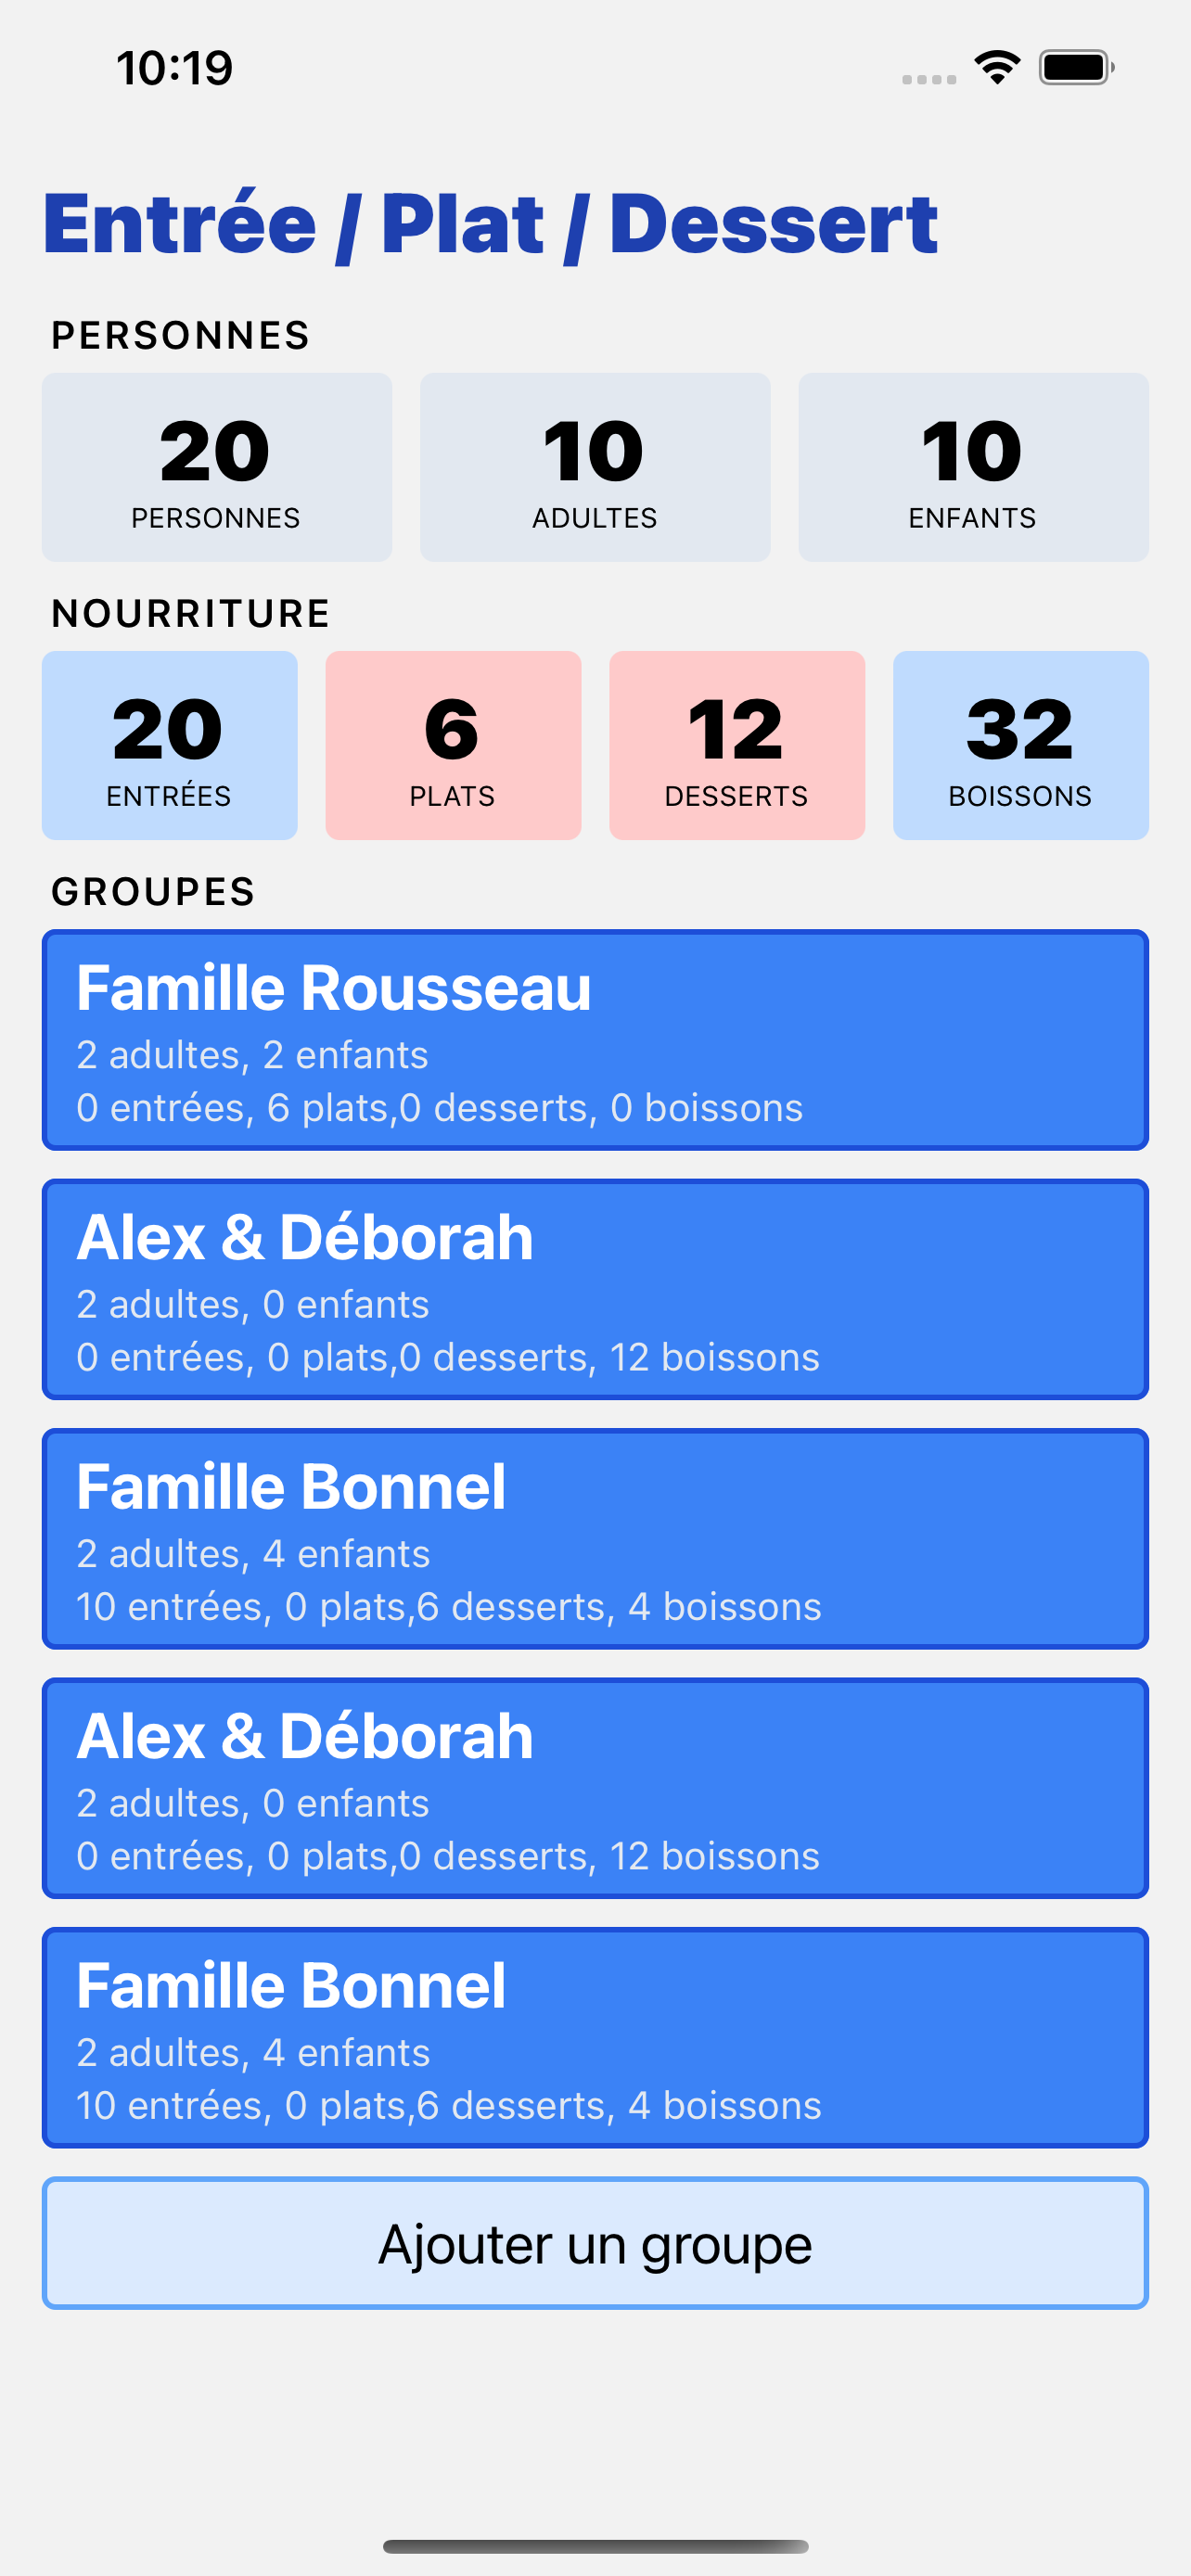 10:19
Entrée / Plat / Dessert
PERSONNES
20 10 10
PERSONNES ADULTES ENFANTS
NOURRITURE
20 6 12 32
ENTRÉES PLATS DESSERTS BOISSONS
GROUPES
Famille Rousseau
2 adultes, 2 enfants
0 entrées, 6 plats,0 desserts, 0 boissons
Alex & Déborah
2 adultes, 0 enfants
0 entrées, 0 plats,0 desserts, 12 boissons
Famille Bonnel
2 adultes, 4 enfants
10 entrées, 0 plats,6 desserts, 4 boissons
Alex & Déborah
2 adultes, 0 enfants
0 entrées, 0 plats,0 desserts, 12 boissons
Famille Bonnel
2 adultes, 4 enfants
10 entrées, 0 plats,6 desserts, 4 boissons
Ajouter un groupe